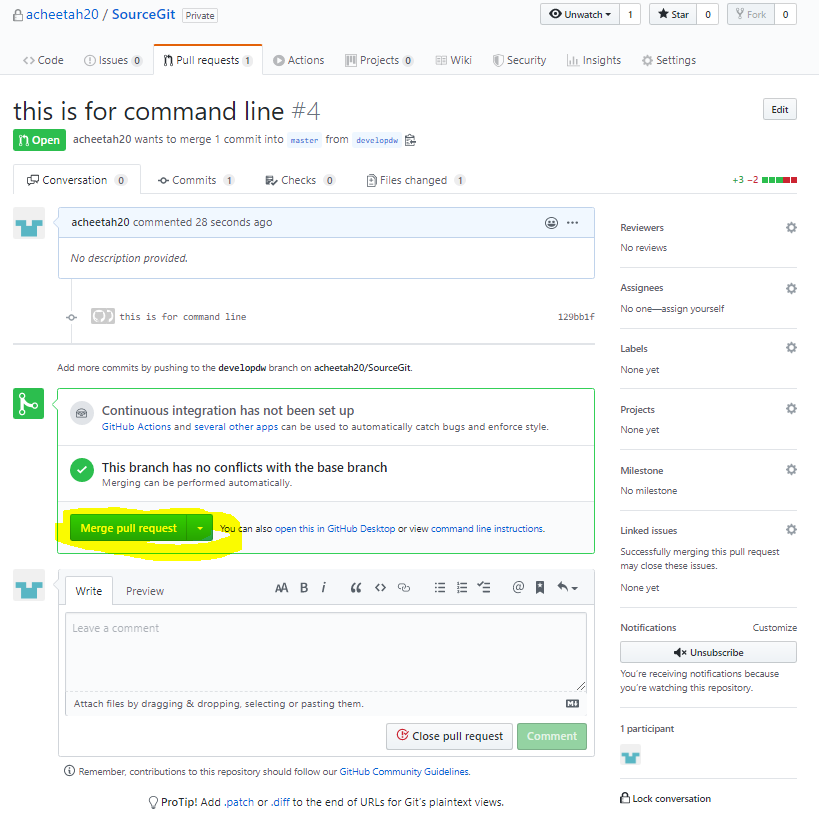 acheetah20 / SourceGit Private
Unwatch 1 Star 0 Fork 0
Code Issues 0 Pull requests 1 Actions Projects 0 Wiki Security Insights Settings
this is for command line #4
Edit
Open acheetah20 wants to merge 1 commit into master from developdw
Conversation 0 Commits 1 Checks 0 Files changed 1
+3 −2
acheetah20 commented 28 seconds ago
No description provided.
this is for command line 129bb1f
Add more commits by pushing to the developdw branch on acheetah20/SourceGit.
Continuous integration has not been set up
GitHub Actions and several other apps can be used to automatically catch bugs and enforce style.
This branch has no conflicts with the base branch
Merging can be performed automatically.
Merge pull request You can also open this in GitHub Desktop or view command line instructions.
Write Preview
AA B i
Leave a comment
Attach files by dragging & dropping, selecting or pasting them.
Close pull request Comment
Remember, contributions to this repository should follow our GitHub Community Guidelines.
ProTip! Add .patch or .diff to the end of URLs for Git's plaintext views.
Reviewers
No reviews
Assignees
No one—assign yourself
Labels
None yet
Projects
None yet
Milestone
No milestone
Linked issues
Successfully merging this pull request
may close these issues.
None yet
Notifications Customize
Unsubscribe
You're receiving notifications because
you're watching this repository.
1 participant
Lock conversation